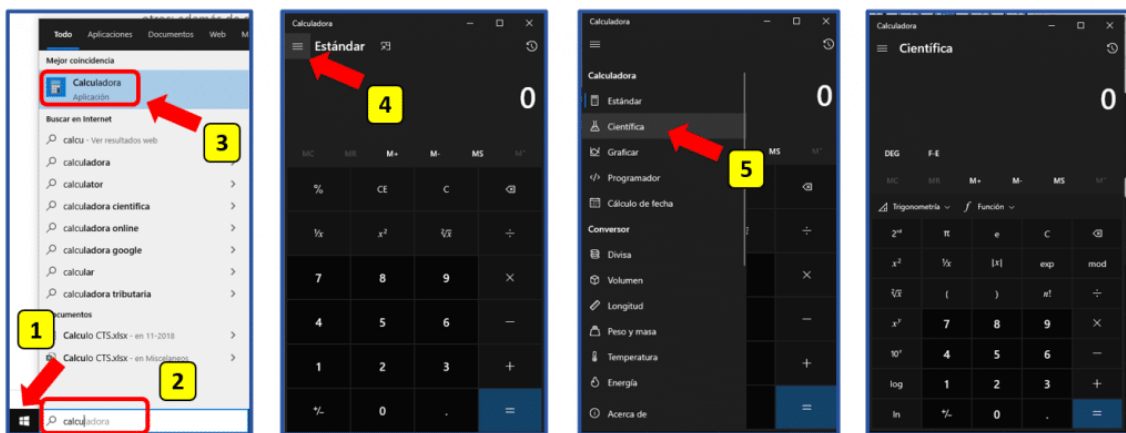 Todo Aplicaciones Documentos Web M
Mejor coincidencia
Calculadora
Aplicación
3
Buscar en Internet
calcu - Ver resultados web
calculadora
calculator
calculadora cientifica
calculadora online
calculadora google
calcular
calculadora tributaria
Documentos
1
Calculo CTS.xlsx - en 11-2018
Calculo CTS.xlsx - en Miscelaneos
2
calculadora
Calculadora
Estándar
4
0
MC MR M+ M- MS M˅
% CE C
¹/x x² ²√x ÷
7 8 9 ×
4 5 6 −
1 2 3 +
+/- 0 . =
Calculadora
Calculadora
Estándar
0
Científica
5
Graficar
MS M˅
Programador
Cálculo de fecha
Conversor
÷
Divisa
Volumen
×
Longitud
Peso y masa
−
Temperatura
+
Energía
Acerca de
=
Calculadora
Científica
0
DEG F-E
MC MR M+ M- MS M˅
Trigonometría f Función
2ⁿᵈ π e C
x² ¹/x |x| exp mod
²√x ( ) n! ÷
xʸ 7 8 9 ×
10ˣ 4 5 6 −
log 1 2 3 +
ln +/- 0 . =